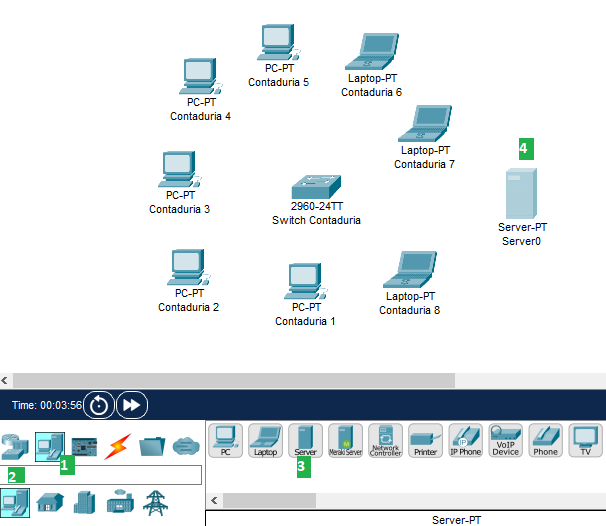 PC-PT
Contaduria 5
Laptop-PT
Contaduria 6
PC-PT
Contaduria 4
Laptop-PT
Contaduria 7
4
PC-PT
Contaduria 3
2960-24TT
Switch Contaduria
Server-PT
Server0
PC-PT
Contaduria 2
PC-PT
Contaduria 1
Laptop-PT
Contaduria 8
Time: 00:03:56
1
2
PC
Laptop
Server
Meraki Server
Network Controller
Printer
IP Phone
VoIP Device
Phone
TV
IP
3
Server-PT